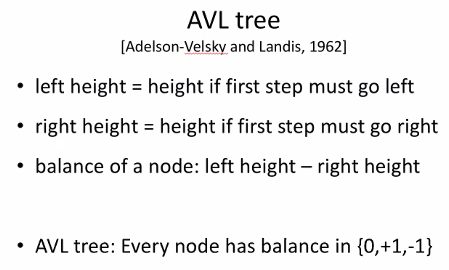 AVL tree
[Adelson-Velsky and Landis, 1962]
• left height = height if first step must go left
• right height = height if first step must go right
• balance of a node: left height – right height
• AVL tree: Every node has balance in {0,+1,-1}